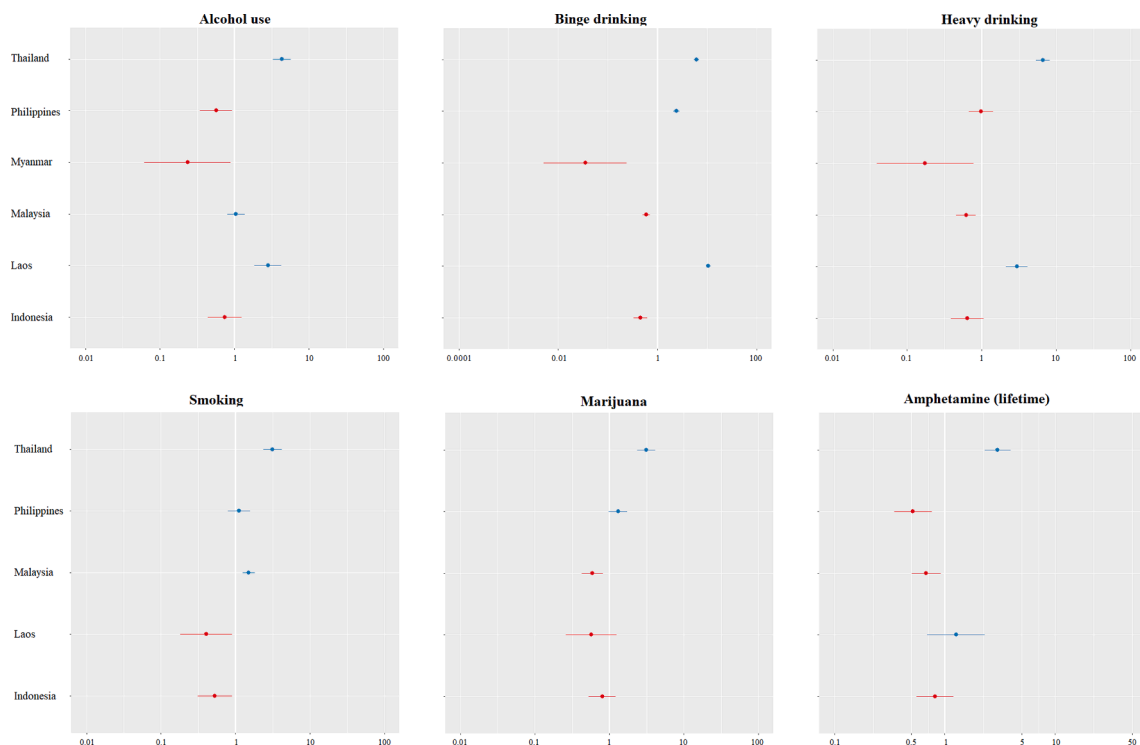 Alcohol use Binge drinking Heavy drinking
Thailand
Philippines
Myanmar
Malaysia
Laos
Indonesia
0.01 0.1 1 10 100 0.0001 0.01 1 100 0.01 0.1 1 10 100
Smoking Marijuana Amphetamine (lifetime)
Thailand
Philippines
Malaysia
Laos
Indonesia
0.01 0.1 1 10 100 0.01 0.1 1 10 100 0.1 0.5 1 5 10 50